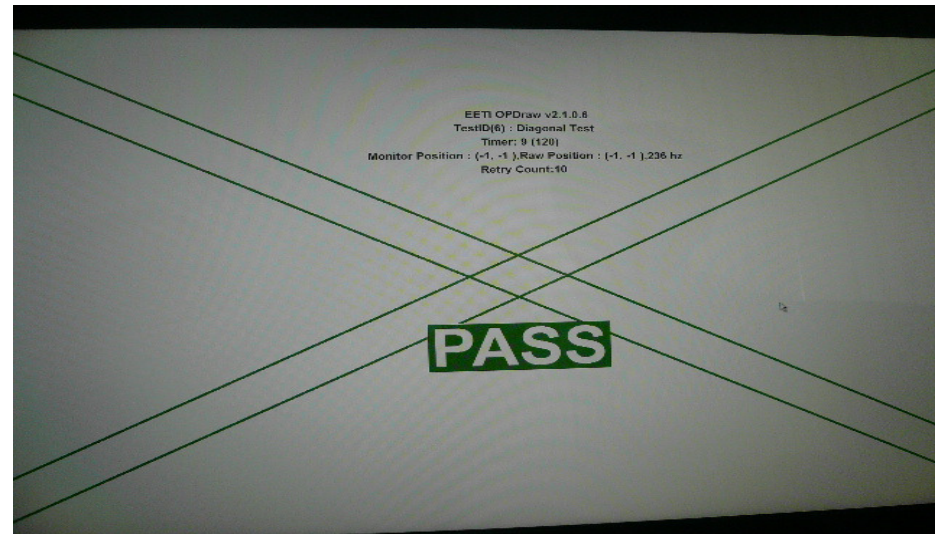 EETI OPDraw v2.1.0.6
TestID(6) : Diagonal Test
Timer: 9 (120)
Monitor Position : (-1, -1 ),Raw Position : (-1, -1 ),236 hz
Retry Count:10
PASS